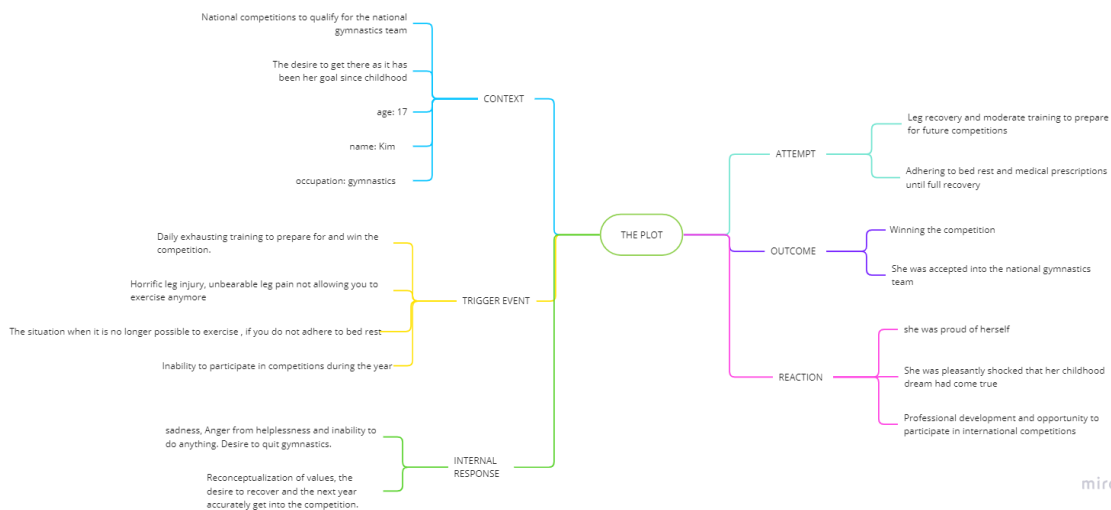 National competitions to qualify for the national
gymnastics team
The desire to get there as it has
been her goal since childhood
age: 17
name: Kim
occupation: gymnastics
CONTEXT
Daily exhausting training to prepare for and win the
competition.
Horrific leg injury, unbearable leg pain not allowing you to
exercise anymore
The situation when it is no longer possible to exercise , if you do not adhere to bed rest
Inability to participate in competitions during the year
TRIGGER EVENT
sadness, Anger from helplessness and inability to
do anything. Desire to quit gymnastics.
Reconceptualization of values, the
desire to recover and the next year
accurately get into the competition.
INTERNAL
RESPONSE
THE PLOT
ATTEMPT
Leg recovery and moderate training to prepare
for future competitions
Adhering to bed rest and medical prescriptions
until full recovery
OUTCOME
Winning the competition
She was accepted into the national gymnastics
team
REACTION
she was proud of herself
She was pleasantly shocked that her childhood
dream had come true
Professional development and opportunity to
participate in international competitions